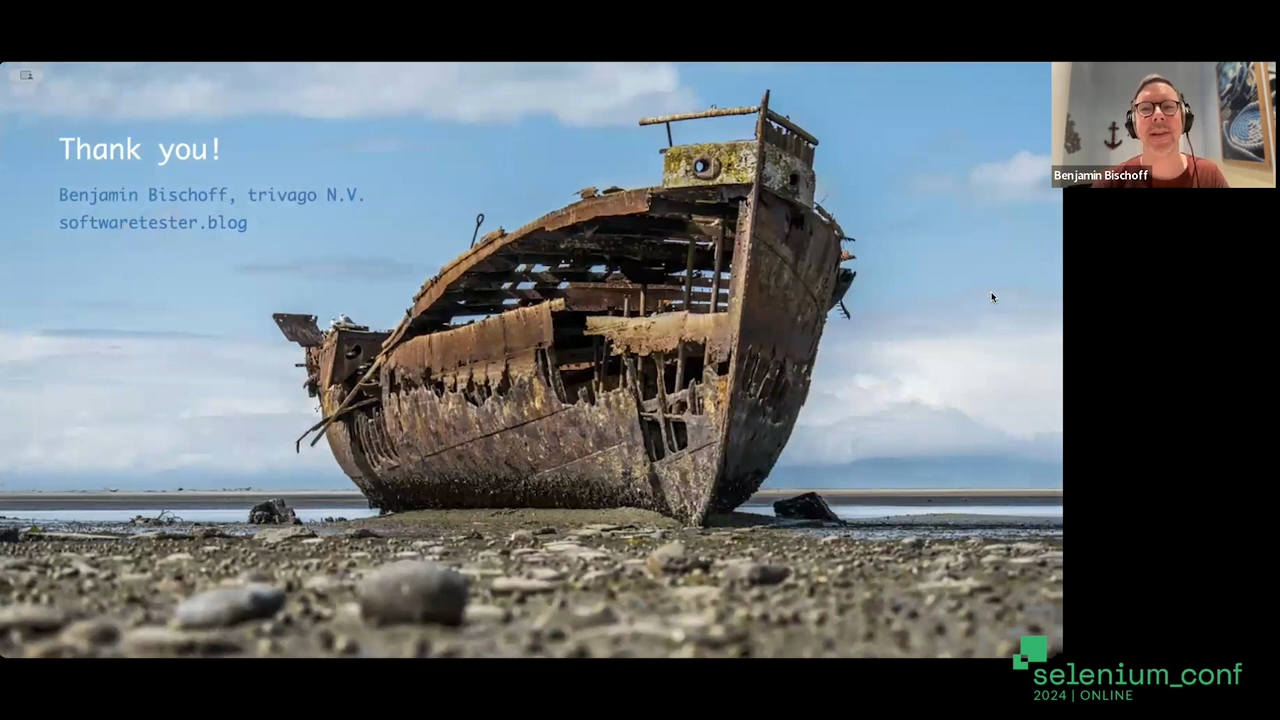 Thank you!
Benjamin Bischoff, trivago N.V.
softwaretester.blog
Benjamin Bischoff
selenium_conf
2024 | ONLINE